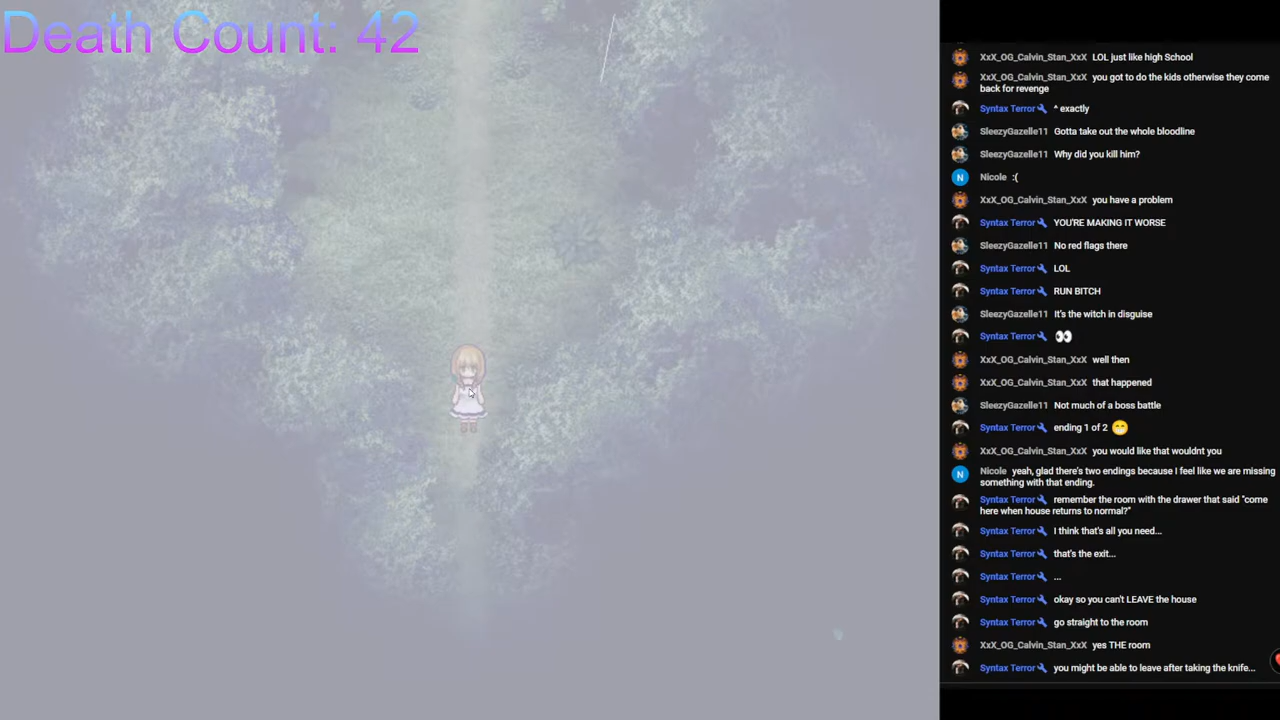 Death Count: 42
XxX_OG_Calvin_Stan_XxX LOL just like high School
XxX_OG_Calvin_Stan_XxX you got to do the kids otherwise they come
back for revenge
Syntax Terror ^ exactly
SleezyGazelle11 Gotta take out the whole bloodline
SleezyGazelle11 Why did you kill him?
N Nicole :(
XxX_OG_Calvin_Stan_XxX you have a problem
Syntax Terror YOU'RE MAKING IT WORSE
SleezyGazelle11 No red flags there
Syntax Terror LOL
Syntax Terror RUN BITCH
SleezyGazelle11 It's the witch in disguise
Syntax Terror 👀
XxX_OG_Calvin_Stan_XxX well then
XxX_OG_Calvin_Stan_XxX that happened
SleezyGazelle11 Not much of a boss battle
Syntax Terror ending 1 of 2 😁
XxX_OG_Calvin_Stan_XxX you would like that wouldnt you
N Nicole yeah, glad there's two endings because I feel like we are missing
something with that ending.
Syntax Terror remember the room with the drawer that said "come
here when house returns to normal?"
Syntax Terror I think that's all you need...
Syntax Terror that's the exit...
Syntax Terror ...
Syntax Terror okay so you can't LEAVE the house
Syntax Terror go straight to the room
XxX_OG_Calvin_Stan_XxX yes THE room
Syntax Terror you might be able to leave after taking the knife...